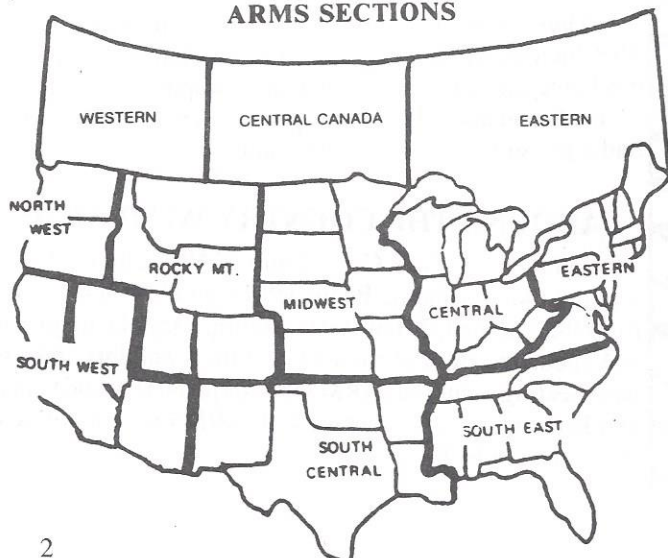 ARMS SECTIONS
WESTERN
CENTRAL CANADA
EASTERN
NORTH
WEST
ROCKY MT.
EASTERN
MIDWEST
CENTRAL
SOUTH WEST
SOUTH EAST
SOUTH
CENTRAL
2